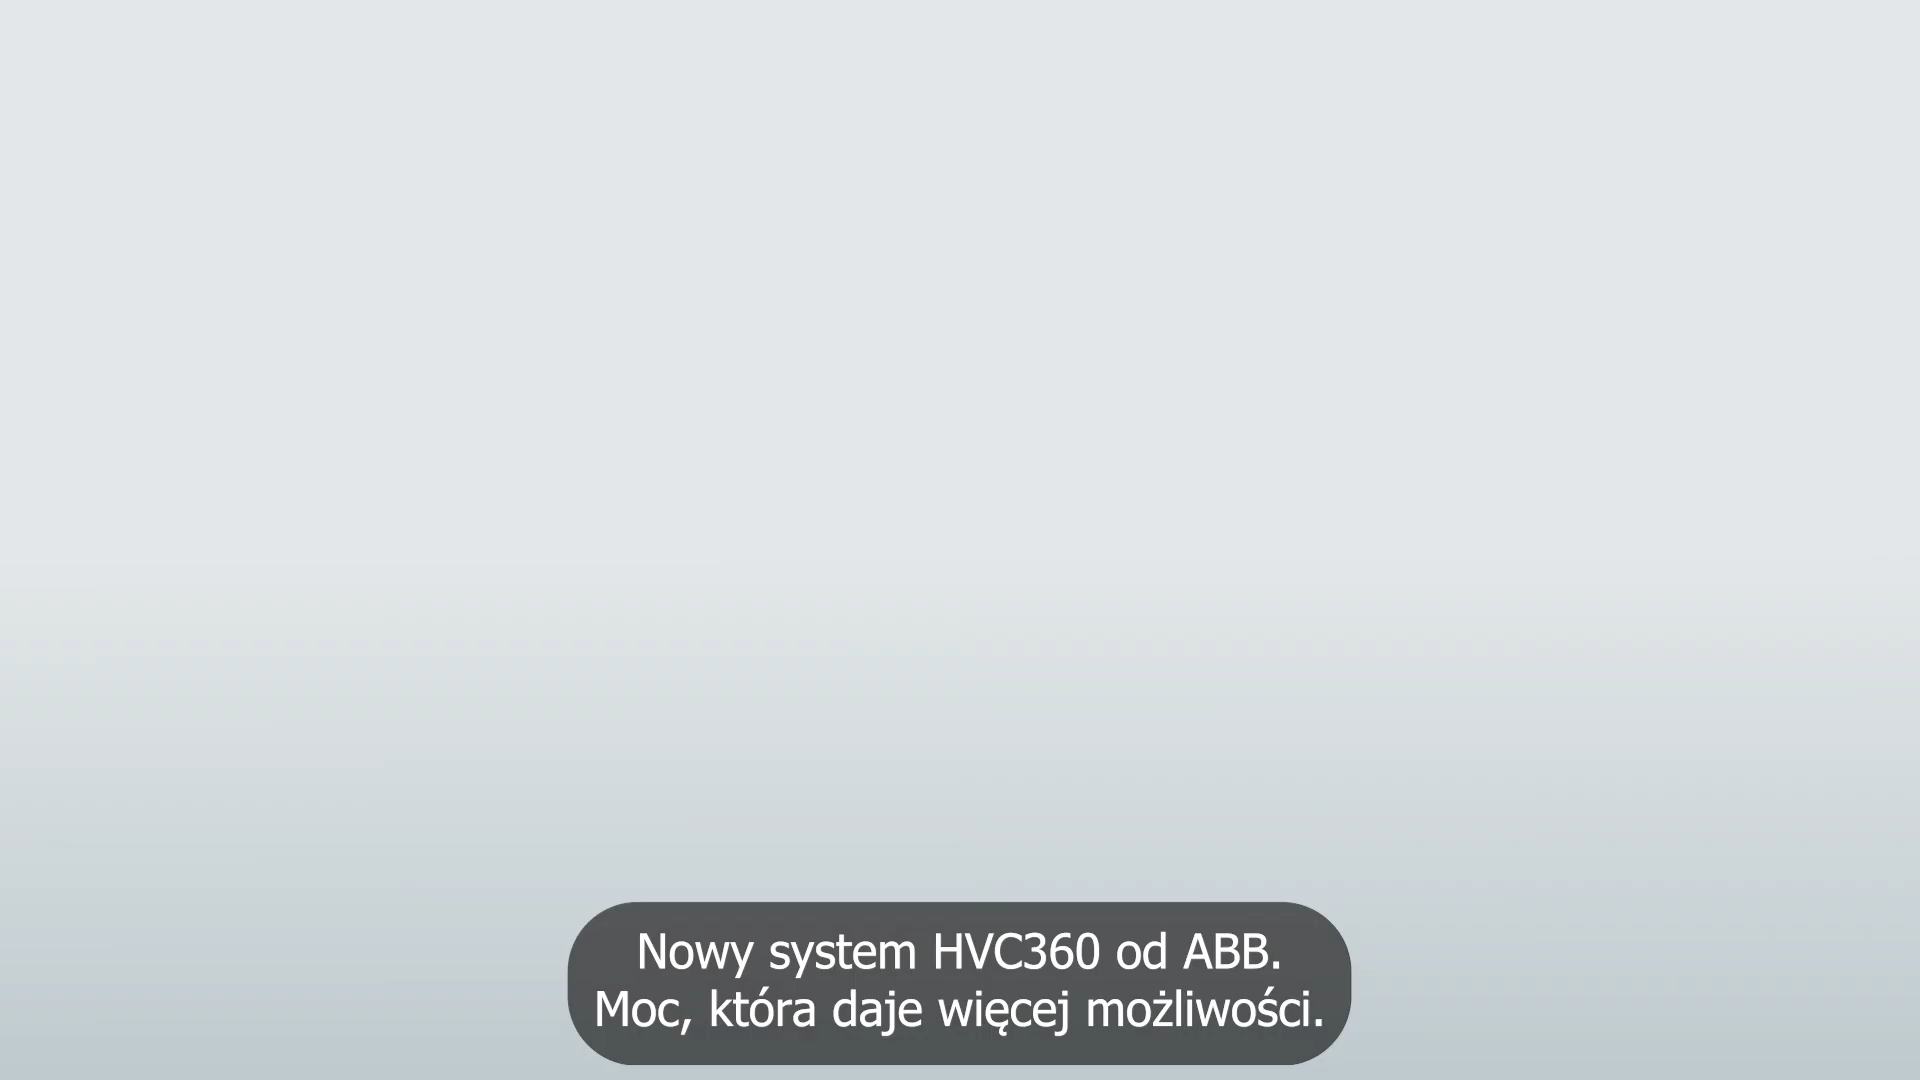 Nowy system HVC360 od ABB.
Moc, która daje więcej możliwości.